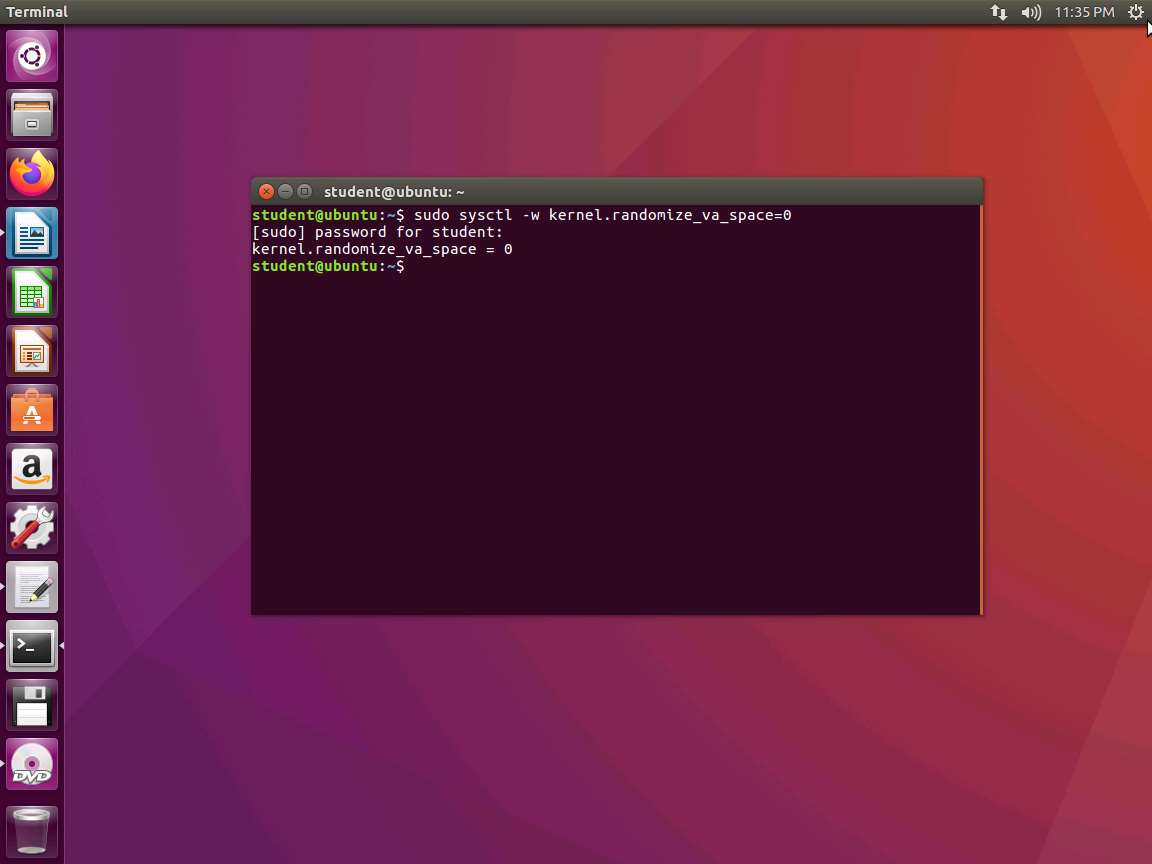 Terminal
11:35 PM
student@ubuntu: ~
student@ubuntu:~$ sudo sysctl -w kernel.randomize_va_space=0
[sudo] password for student:
kernel.randomize_va_space = 0
student@ubuntu:~$
A
a
>_
DVD